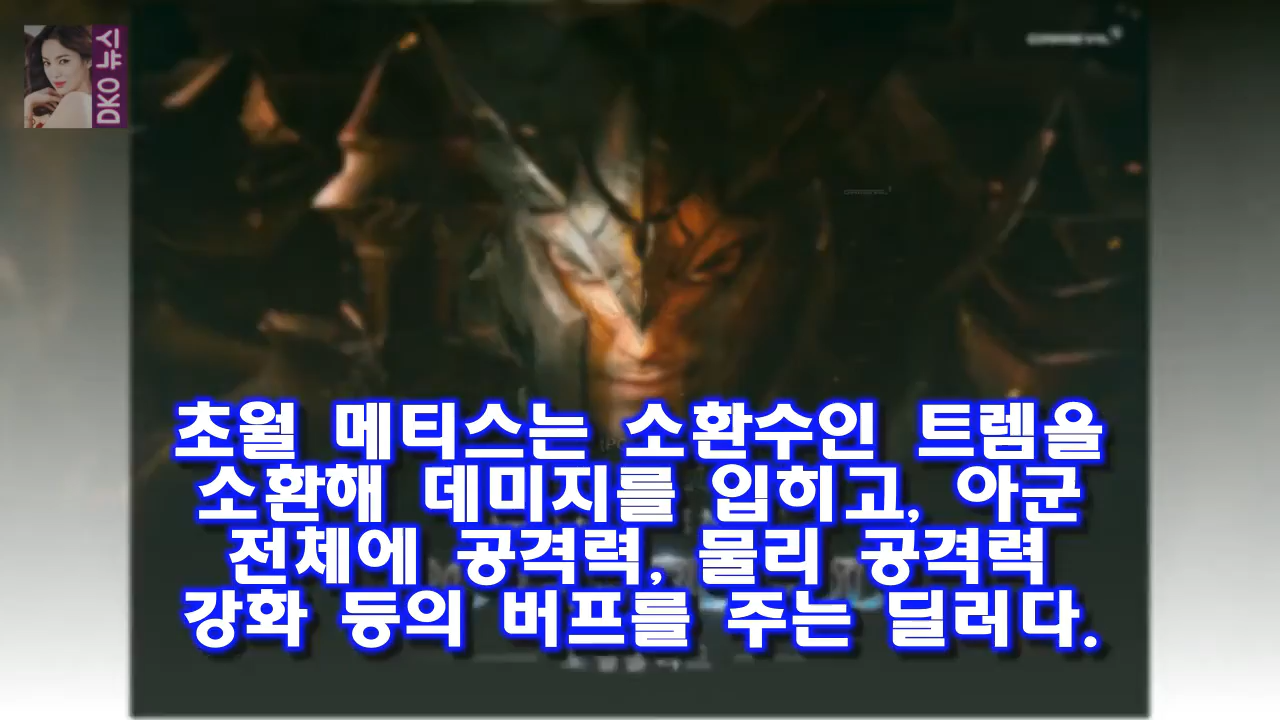 DKO 뉴스
초월 메티스는 소환수인 트렘을
소환해 데미지를 입히고, 아군
전체에 공격력, 물리 공격력
강화 등의 버프를 주는 딜러다.